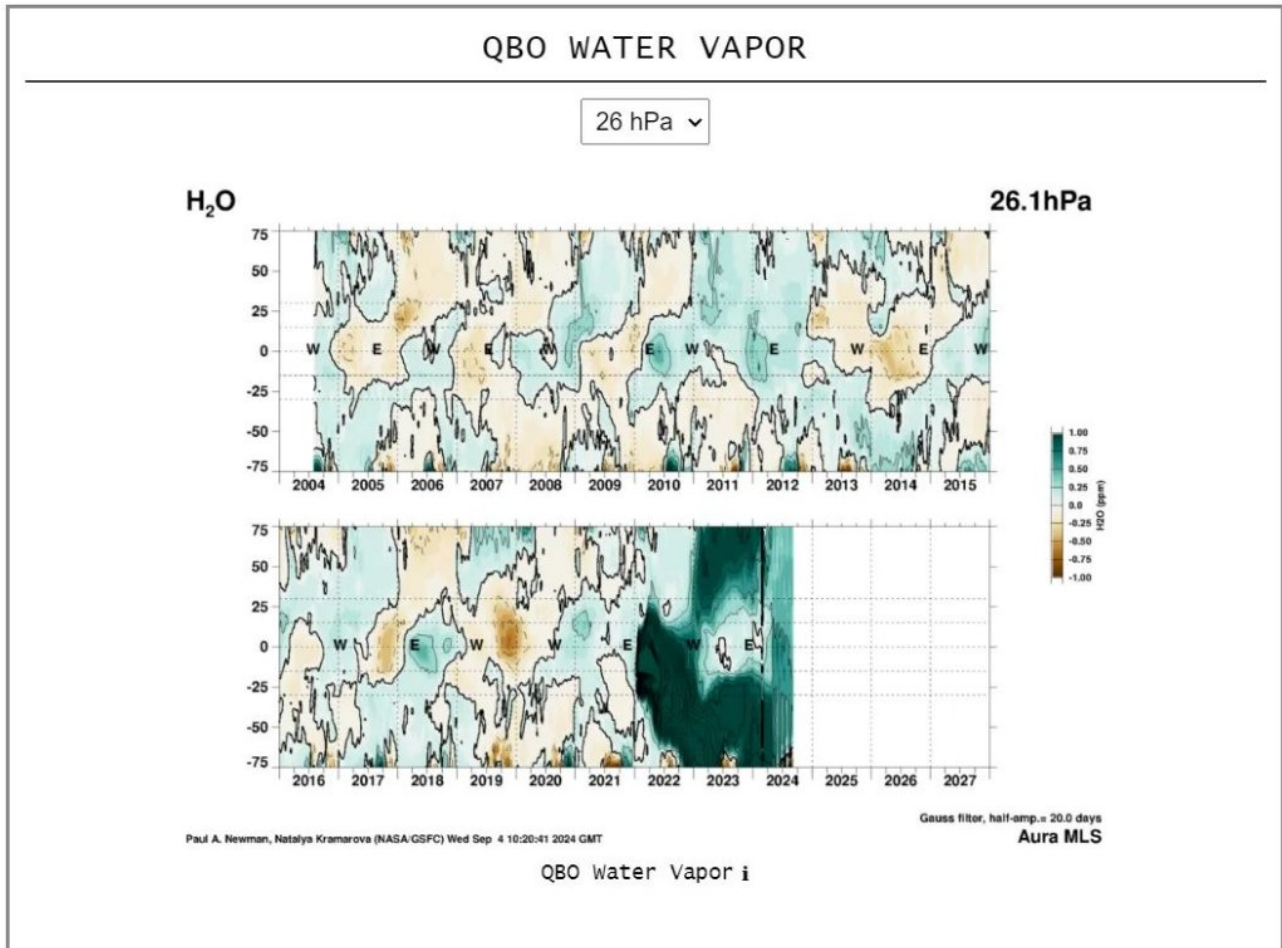 QBO WATER VAPOR
26 hPa
H₂O
26.1hPa
75
50
25
0
-25
-50
-75
W E W E W E W E W E W E W
2004 2005 2006 2007 2008 2009 2010 2011 2012 2013 2014 2015
1.00
0.75
0.50
0.25
0.0
-0.25
-0.50
-0.75
-1.00
H2O (ppm)
75
50
25
0
-25
-50
-75
W E W W E W E
2016 2017 2018 2019 2020 2021 2022 2023 2024 2025 2026 2027
Gauss filter, half-amp.= 20.0 days
Paul A. Newman, Natalya Kramarova (NASA/GSFC) Wed Sep 4 10:20:41 2024 GMT
Aura MLS
QBO Water Vapor i